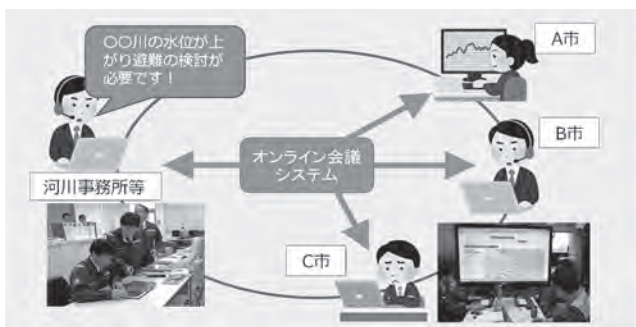 〇〇川の水位が上
がり避難の検討が
必要です！
A市
B市
オンライン会議
システム
河川事務所等
C市